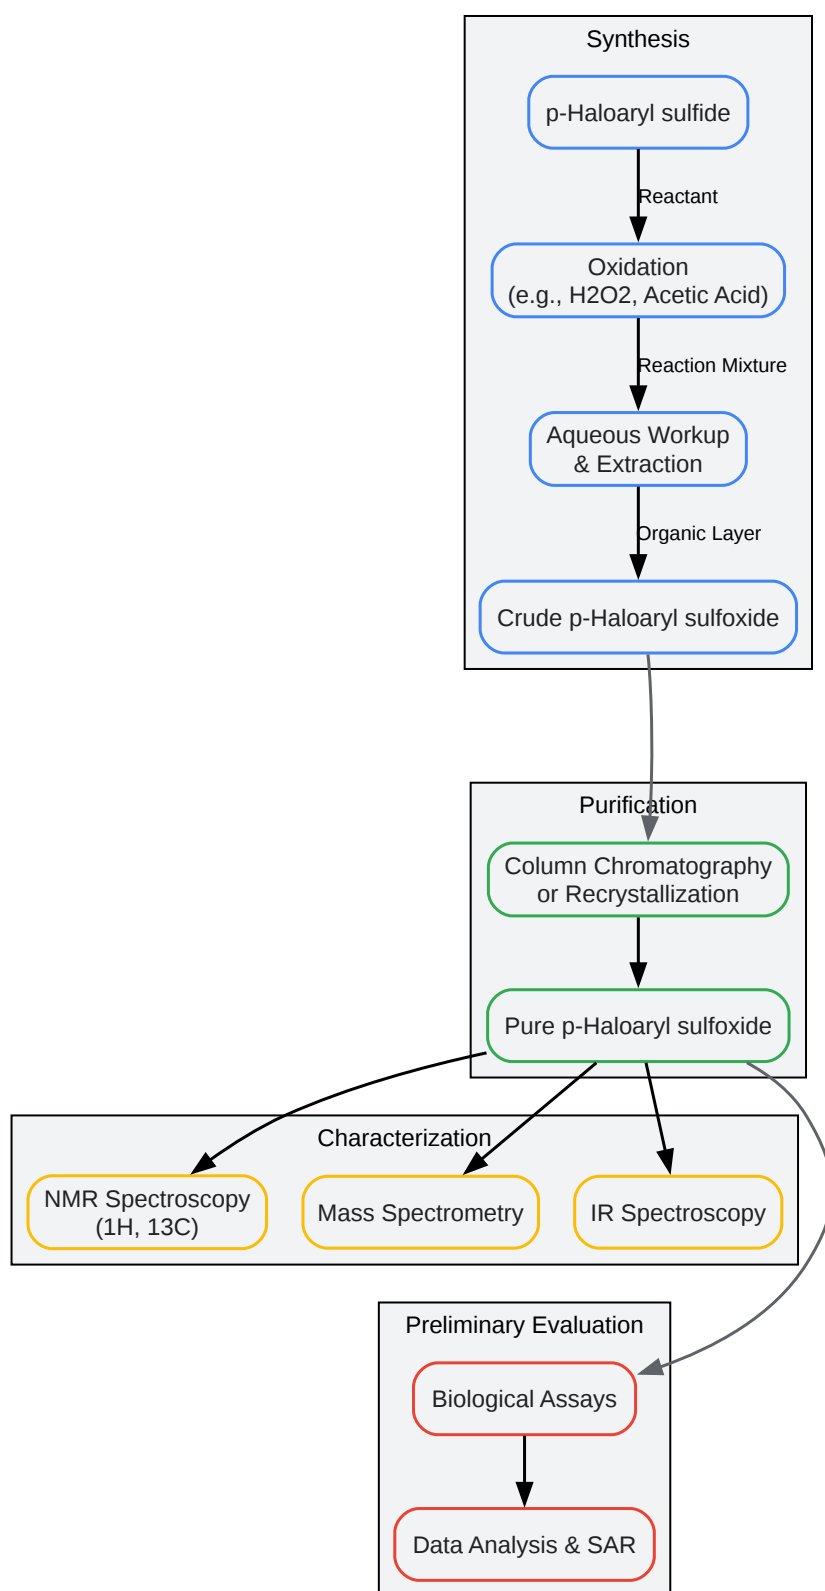 Synthesis
p-Haloaryl sulfide
Reactant
Oxidation
(e.g., H2O2, Acetic Acid)
Reaction Mixture
Aqueous Workup
& Extraction
Organic Layer
Crude p-Haloaryl sulfoxide
Purification
Column Chromatography
or Recrystallization
Pure p-Haloaryl sulfoxide
Characterization
NMR Spectroscopy
(1H, 13C)
Mass Spectrometry
IR Spectroscopy
Preliminary Evaluation
Biological Assays
Data Analysis & SAR